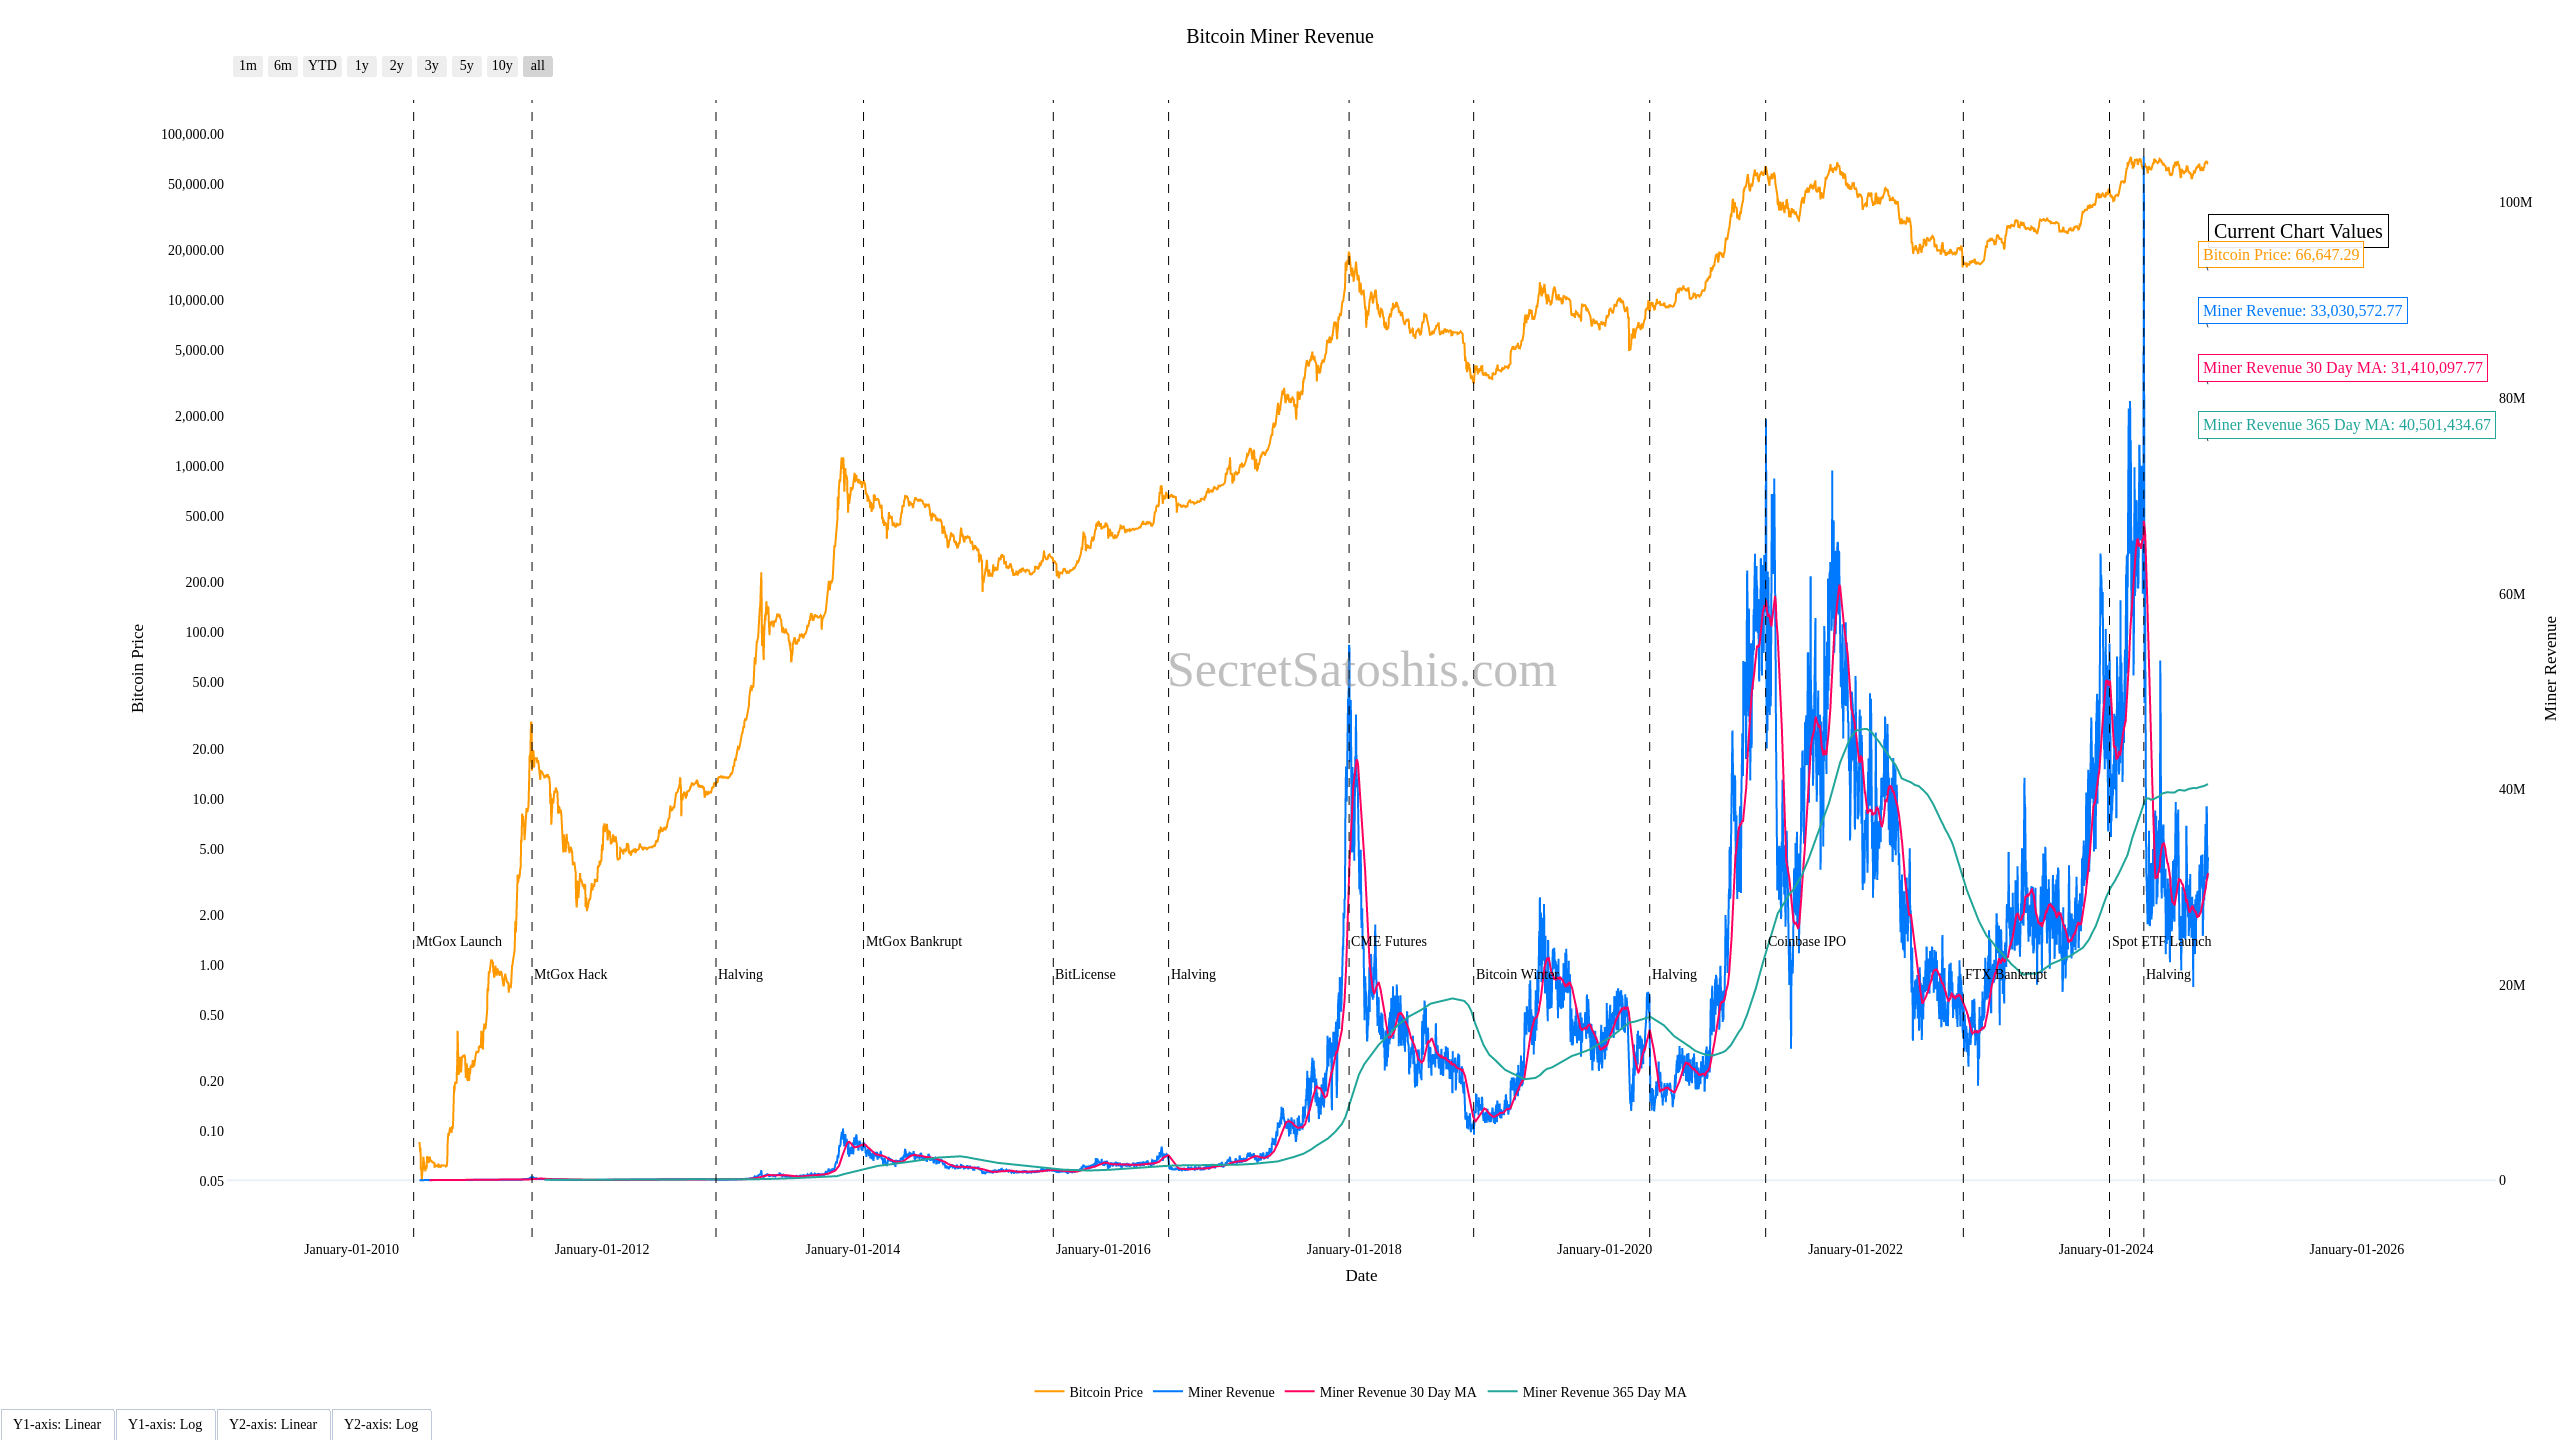 Bitcoin Miner Revenue
1m 6m YTD 1y 2y 3y 5y 10y all
100,000.00
50,000.00
20,000.00
10,000.00
5,000.00
2,000.00
1,000.00
500.00
200.00
100.00
50.00
20.00
10.00
5.00
2.00
1.00
0.50
0.20
0.10
0.05
Bitcoin Price
100M
80M
60M
40M
20M
0
Miner Revenue
Current Chart Values
Bitcoin Price: 66,647.29
Miner Revenue: 33,030,572.77
Miner Revenue 30 Day MA: 31,410,097.77
Miner Revenue 365 Day MA: 40,501,434.67
SecretSatoshis.com
MtGox Launch
MtGox Hack
Halving
MtGox Bankrupt
BitLicense
Halving
CME Futures
Bitcoin Winter
Halving
Coinbase IPO
FTX Bankrupt
Spot ETF Launch
Halving
January-01-2010 January-01-2012 January-01-2014 January-01-2016 January-01-2018 January-01-2020 January-01-2022 January-01-2024 January-01-2026
Date
Bitcoin Price Miner Revenue Miner Revenue 30 Day MA Miner Revenue 365 Day MA
Y1-axis: Linear Y1-axis: Log Y2-axis: Linear Y2-axis: Log